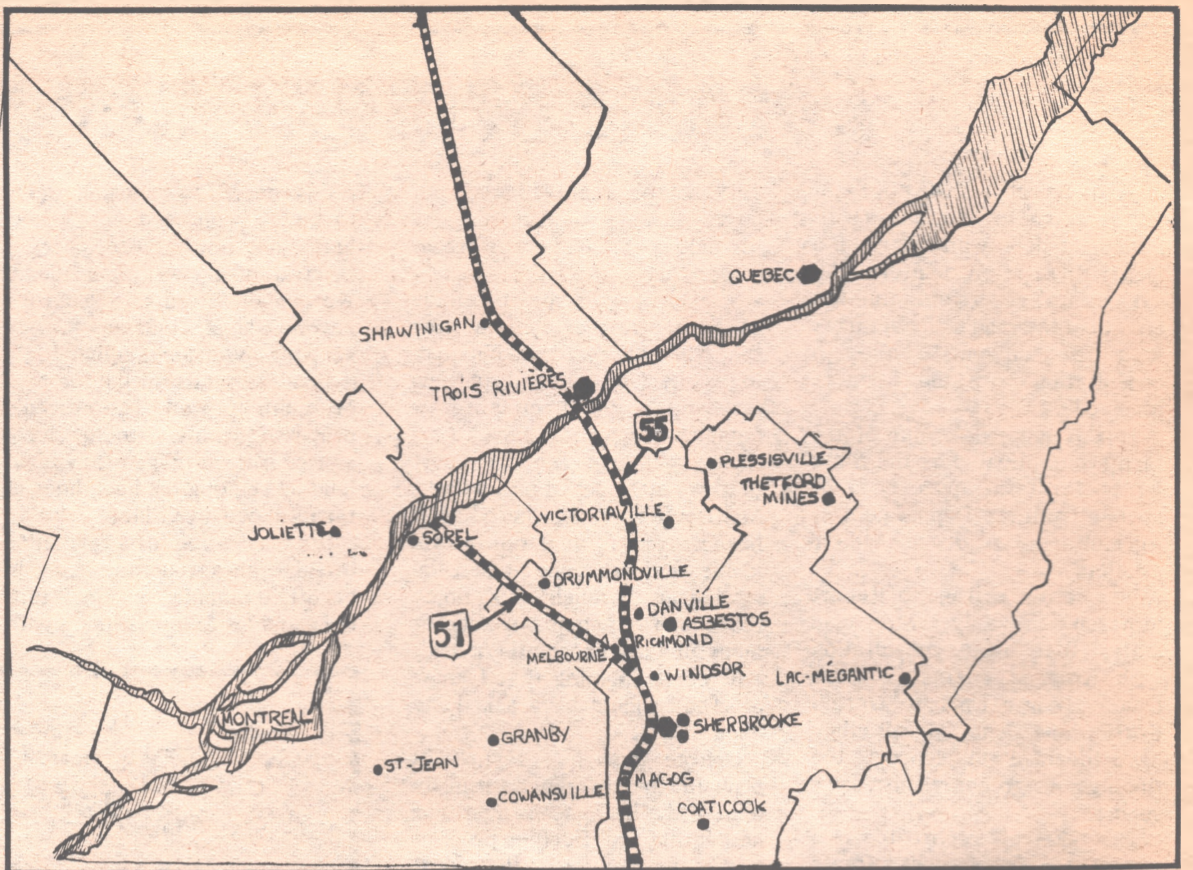 QUEBEC
SHAWINIGAN
TROIS RIVIÈRES
55
PLESSISVILLE
THETFORD
MINES
VICTORIAVILLE
JOLIETTE
SOREL
DRUMMONDVILLE
DANVILLE
ASBESTOS
51
RICHMOND
MELBOURNE
WINDSOR
LAC-MÉGANTIC
MONTREAL
SHERBROOKE
GRANBY
ST-JEAN
MAGOG
COWANSVILLE
COATICOOK